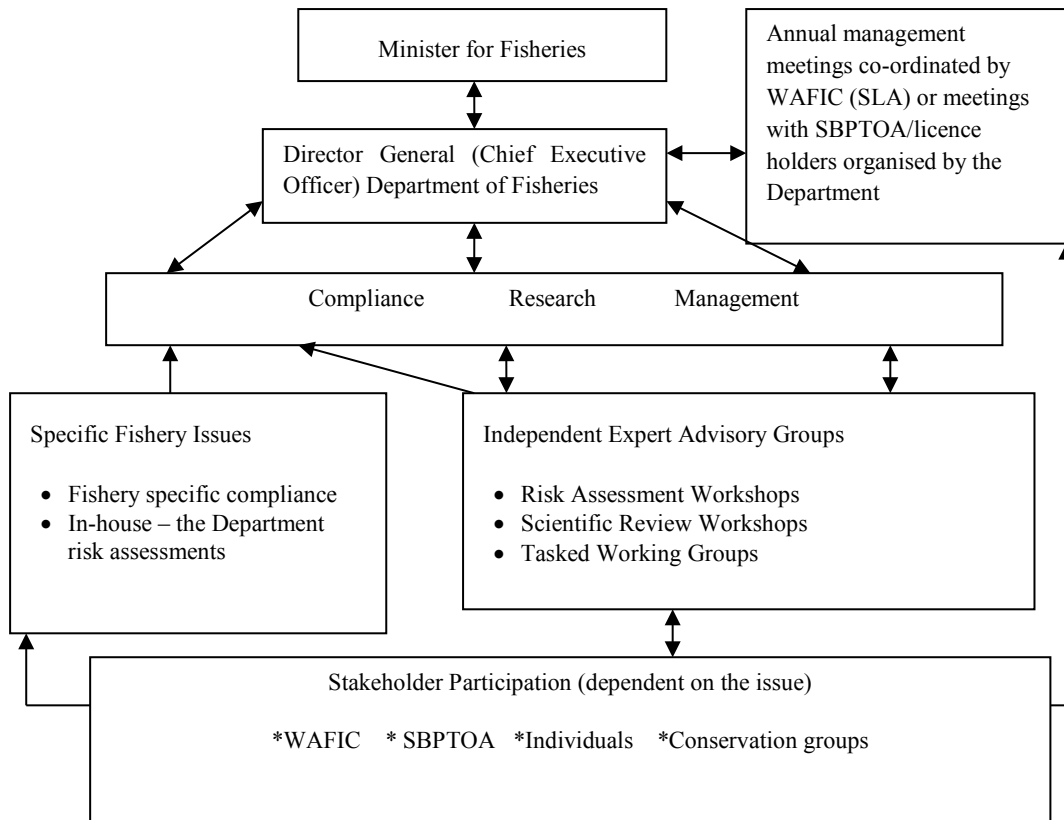 Minister for Fisheries
Annual management
meetings co-ordinated by
WAFIC (SLA) or meetings
with SBPTOA/licence
holders organised by the
Department
Director General (Chief Executive
Officer) Department of Fisheries
Compliance Research Management
Specific Fishery Issues
• Fishery specific compliance
• In-house – the Department
risk assessments
Independent Expert Advisory Groups
• Risk Assessment Workshops
• Scientific Review Workshops
• Tasked Working Groups
Stakeholder Participation (dependent on the issue)
*WAFIC * SBPTOA *Individuals *Conservation groups